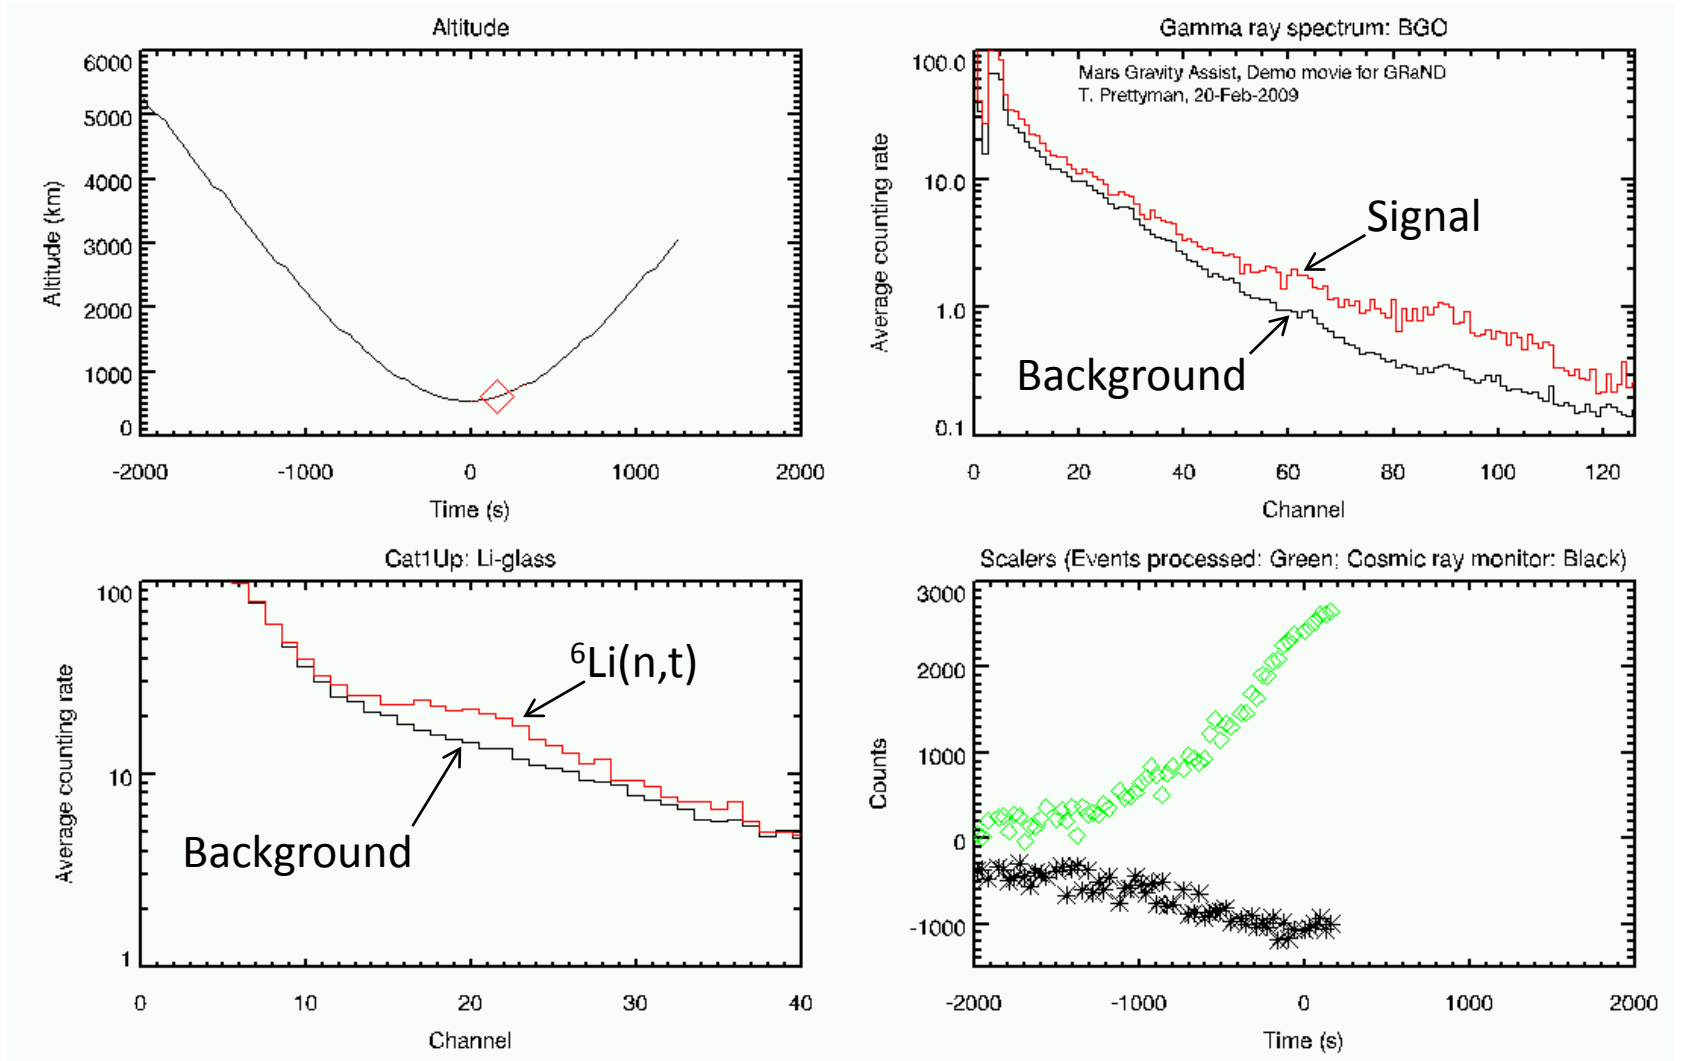 Altitude
6000
5000
4000
3000
2000
1000
0
Altitude (km)
-2000 -1000 0 1000 2000
Time (s)
Gamma ray spectrum: BGO
Mars Gravity Assist, Demo movie for GRaND
T. Prettyman, 20-Feb-2009
100.0
10.0
1.0
0.1
Average counting rate
Signal
Background
0 20 40 60 80 100 120
Channel
Cat1Up: Li-glass
100
10
1
Average counting rate
⁶Li(n,t)
Background
0 10 20 30 40
Channel
Scalers (Events processed: Green; Cosmic ray monitor: Black)
3000
2000
1000
0
-1000
Counts
-2000 -1000 0 1000 2000
Time (s)